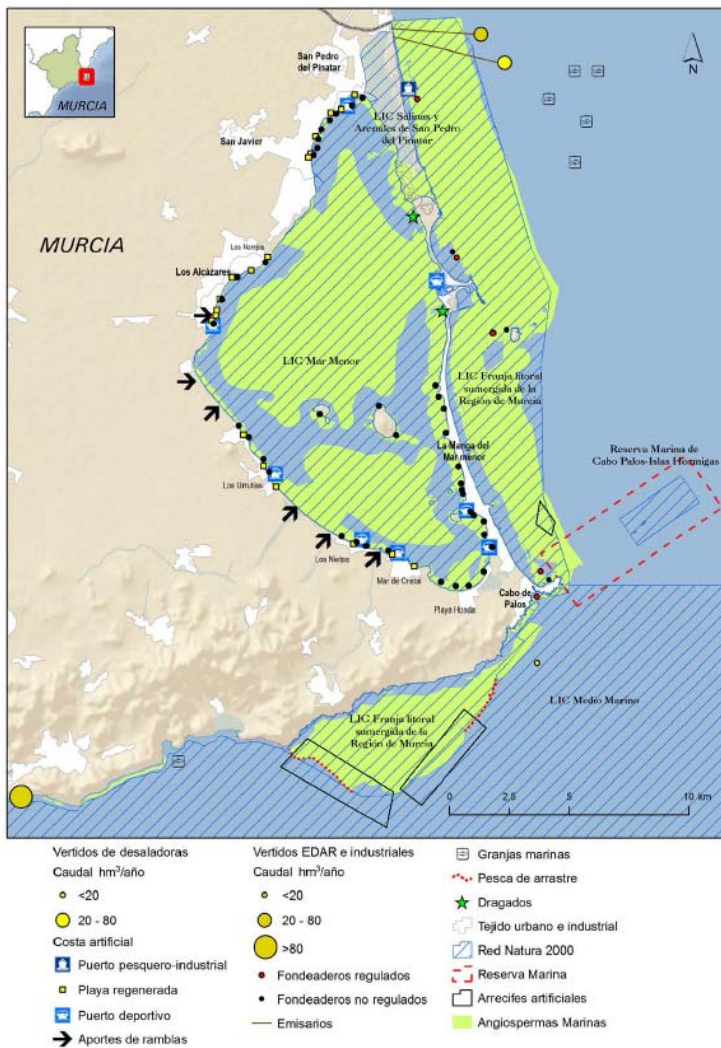 MURCIA
N
San Pedro
del Pinatar
LIC Salinas y
Arenales de San Pedro
del Pinatar
San Javier
MURCIA
Los Narejos
Los Alcázares
LIC Mar Menor
LIC Franja litoral
sumergida de la
Región de Murcia
La Manga del
Mar menor
Reserva Marina de
Cabo Palos-Islas Hormigas
Los Urrutias
Los Nietos
Mar de Cristal
Playa Honda
Cabo de
Palos
LIC Medio Marino
LIC Franja litoral
sumergida de la
Región de Murcia
0 2,5 5 10 km
Vertidos de desaladoras
Caudal hm³/año
<20
20 - 80
Costa artificial
Puerto pesquero-industrial
Playa regenerada
Puerto deportivo
Aportes de ramblas
Vertidos EDAR e industriales
Caudal hm³/año
<20
20 - 80
>80
Fondeaderos regulados
Fondeaderos no regulados
Emisarios
Granjas marinas
Pesca de arrastre
Dragados
Tejido urbano e industrial
Red Natura 2000
Reserva Marina
Arrecifes artificiales
Angiospermas Marinas